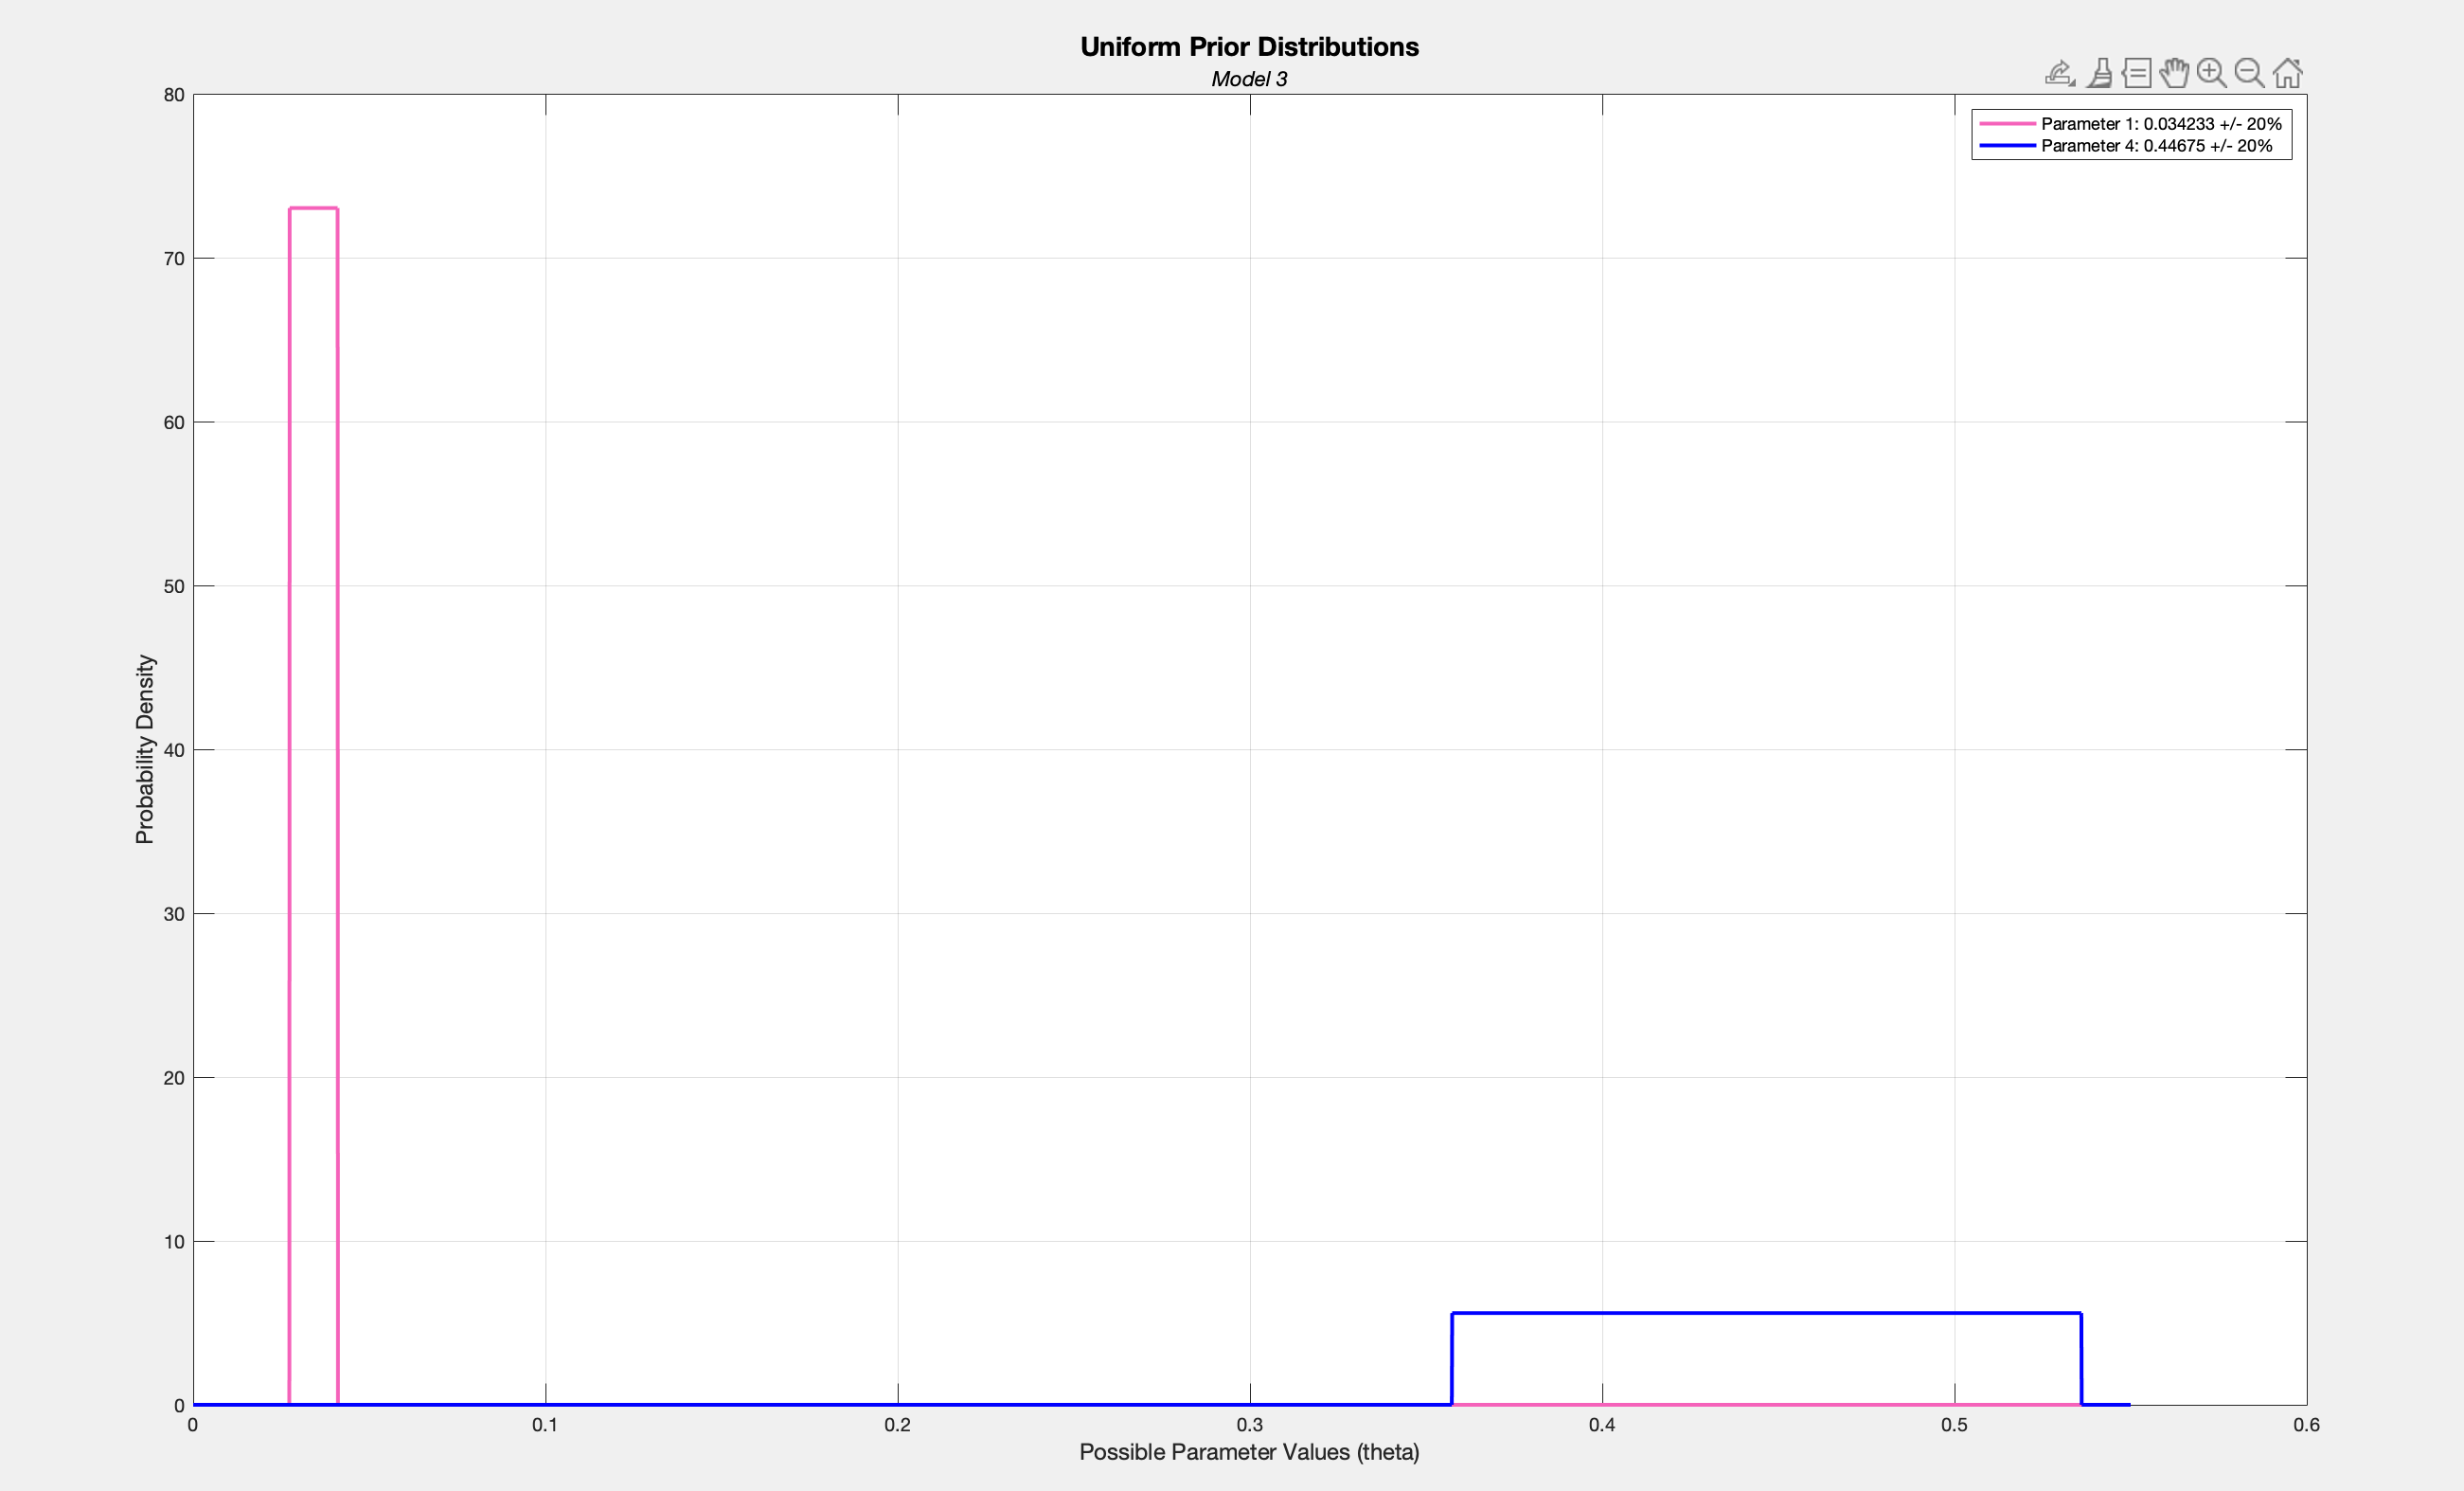 Uniform Prior Distributions
Model 3
Parameter 1: 0.034233 +/- 20%
Parameter 4: 0.44675 +/- 20%
80
70
60
50
40
30
20
10
0
Probability Density
0 0.1 0.2 0.3 0.4 0.5 0.6
Possible Parameter Values (theta)